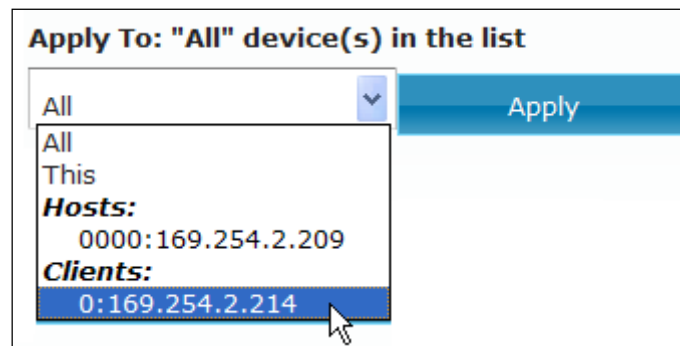 Apply To: "All" device(s) in the list
All
Apply
All
This
Hosts:
0000:169.254.2.209
Clients:
0:169.254.2.214